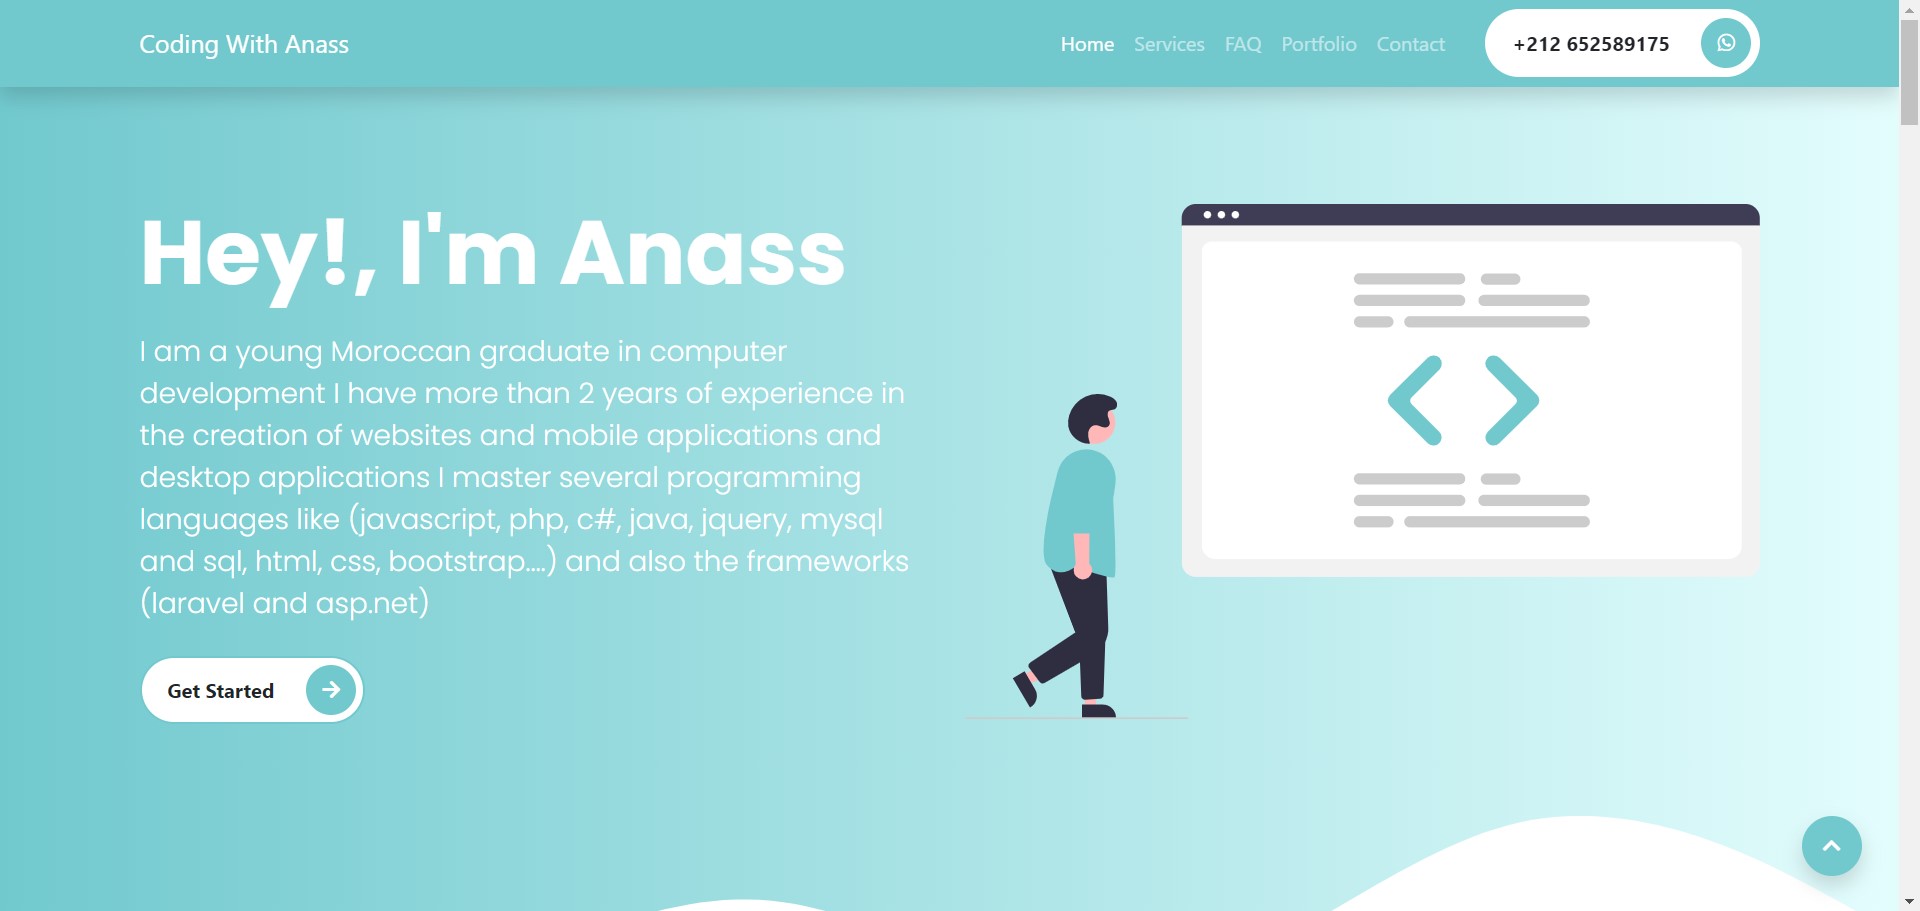 Coding With Anass
Home Services FAQ Portfolio Contact +212 652589175
Hey!, I'm Anass
I am a young Moroccan graduate in computer
development I have more than 2 years of experience in
the creation of websites and mobile applications and
desktop applications I master several programming
languages like (javascript, php, c#, java, jquery, mysql
and sql, html, css, bootstrap....) and also the frameworks
(laravel and asp.net)
Get Started